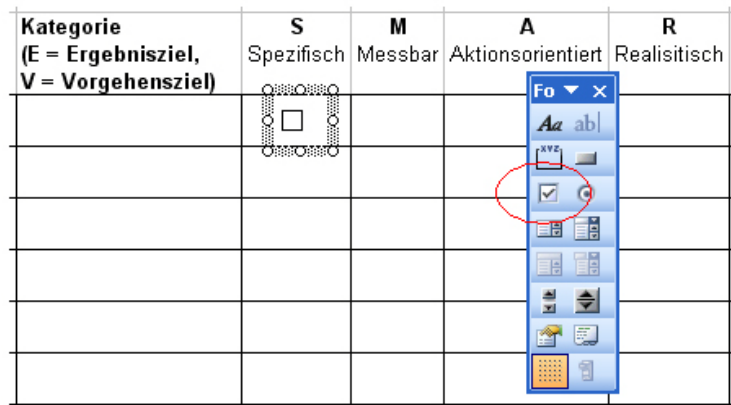 Kategorie
(E = Ergebnisziel,
V = Vorgehensziel)
S
Spezifisch
M
Messbar
A
Aktionsorientiert
R
Realisitisch
Fo
Aa ab
XYZ